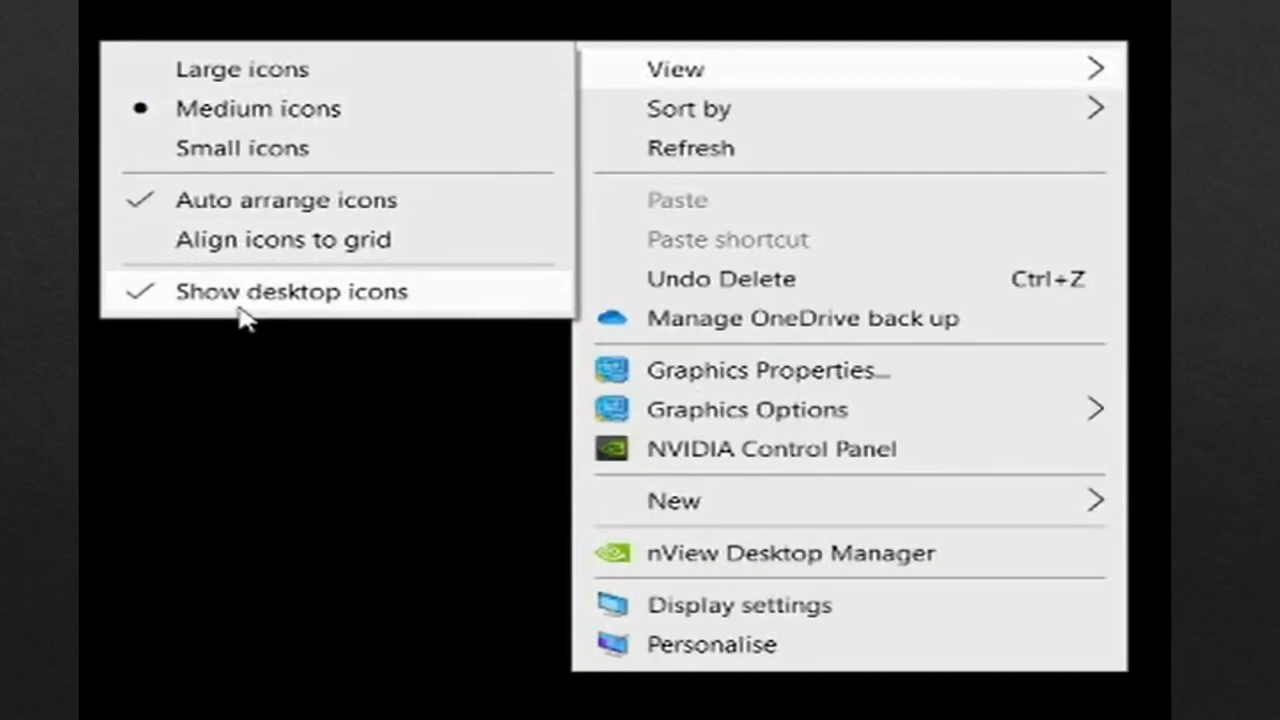 Large icons
Medium icons
Small icons
Auto arrange icons
Align icons to grid
Show desktop icons
View
Sort by
Refresh
Paste
Paste shortcut
Undo Delete Ctrl+Z
Manage OneDrive back up
Graphics Properties...
Graphics Options
NVIDIA Control Panel
New
nView Desktop Manager
Display settings
Personalise